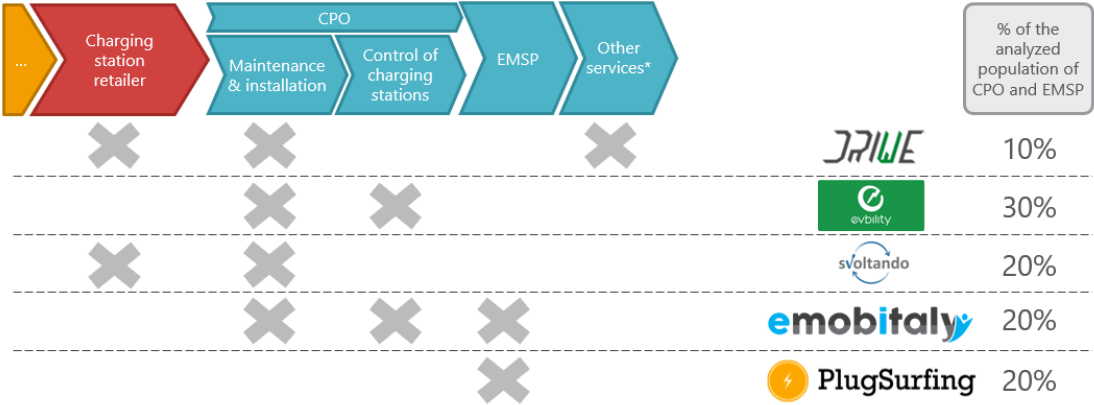 ...
Charging
station
retailer
CPO
Maintenance
& installation
Control of
charging
stations
EMSP
Other
services*
% of the
analyzed
population of
CPO and EMSP
DRIWE
10%
evbility
30%
svoltando
20%
emobitaly
20%
PlugSurfing
20%